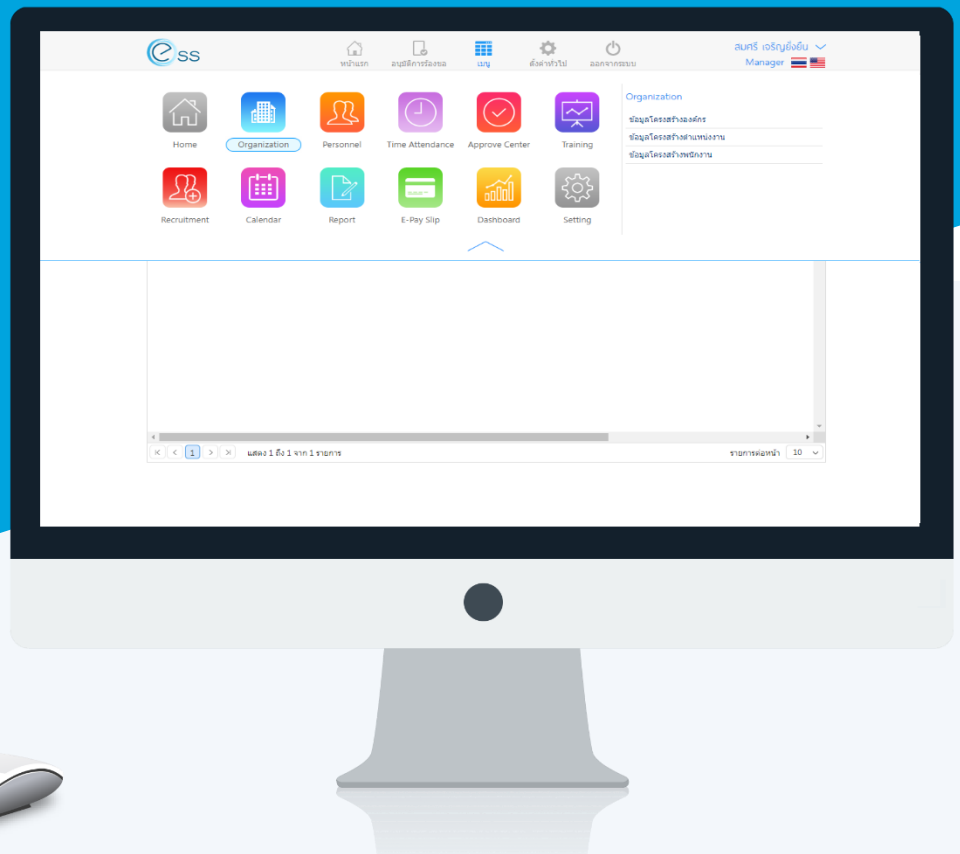 ess
หน้าแรก อนุมัติการร้องขอ เมนู ตั้งค่าทั่วไป ออกจากระบบ
สมศรี เจริญยิ่งยืน
Manager
Home Organization Personnel Time Attendance Approve Center Training
Recruitment Calendar Report E-Pay Slip Dashboard Setting
Organization
ข้อมูลโครงสร้างองค์กร
ข้อมูลโครงสร้างตำแหน่งงาน
ข้อมูลโครงสร้างพนักงาน
1 แสดง 1 ถึง 1 จาก 1 รายการ รายการต่อหน้า 10